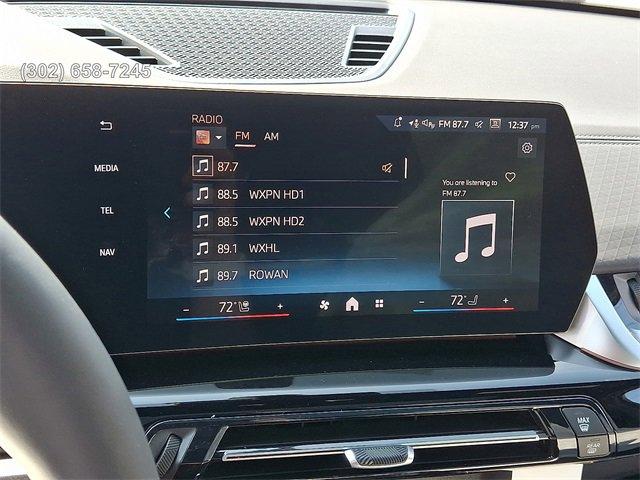 (302) 658-7245
RADIO
FM 87.7
12:37 pm
FM AM
MEDIA
TEL
NAV
87.7
88.5 WXPN HD1
88.5 WXPN HD2
89.1 WXHL
89.7 ROWAN
You are listening to
FM 87.7
− 72° +
− 72° +
MAX
REAR